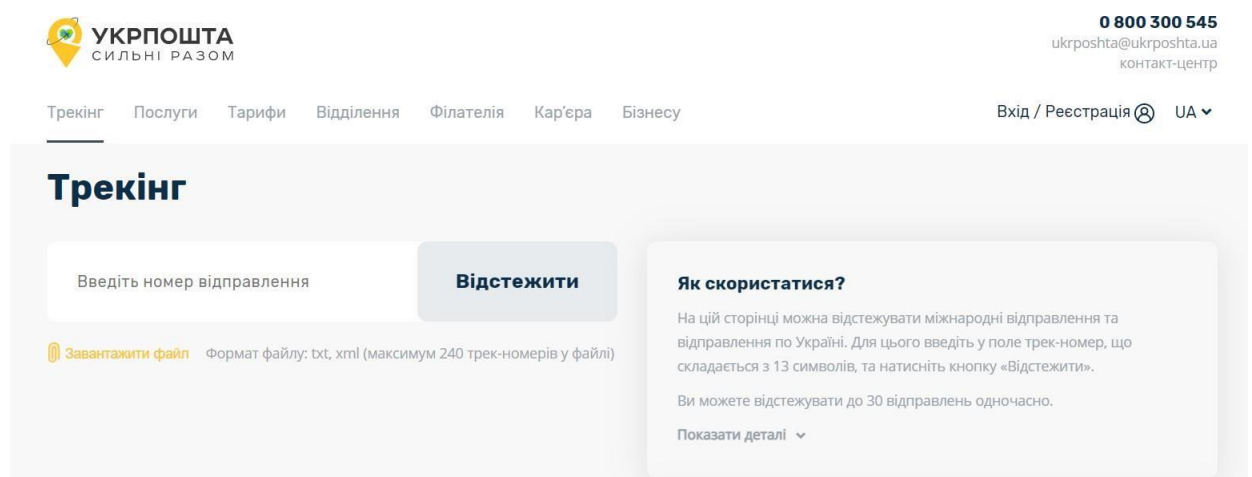 УКРПОШТА
СИЛЬНІ РАЗОМ
0 800 300 545
ukrposhta@ukrposhta.ua
контакт-центр
Трекінг Послуги Тарифи Відділення Філателія Кар'єра Бізнесу Вхід / Реєстрація UA
Трекінг
Введіть номер відправлення Відстежити
Завантажити файл Формат файлу: txt, xml (максимум 240 трек-номерів у файлі)
Як скористатися?
На цій сторінці можна відстежувати міжнародні відправлення та
відправлення по Україні. Для цього введіть у поле трек-номер, що
складається з 13 символів, та натисніть кнопку «Відстежити».
Ви можете відстежувати до 30 відправлень одночасно.
Показати деталі